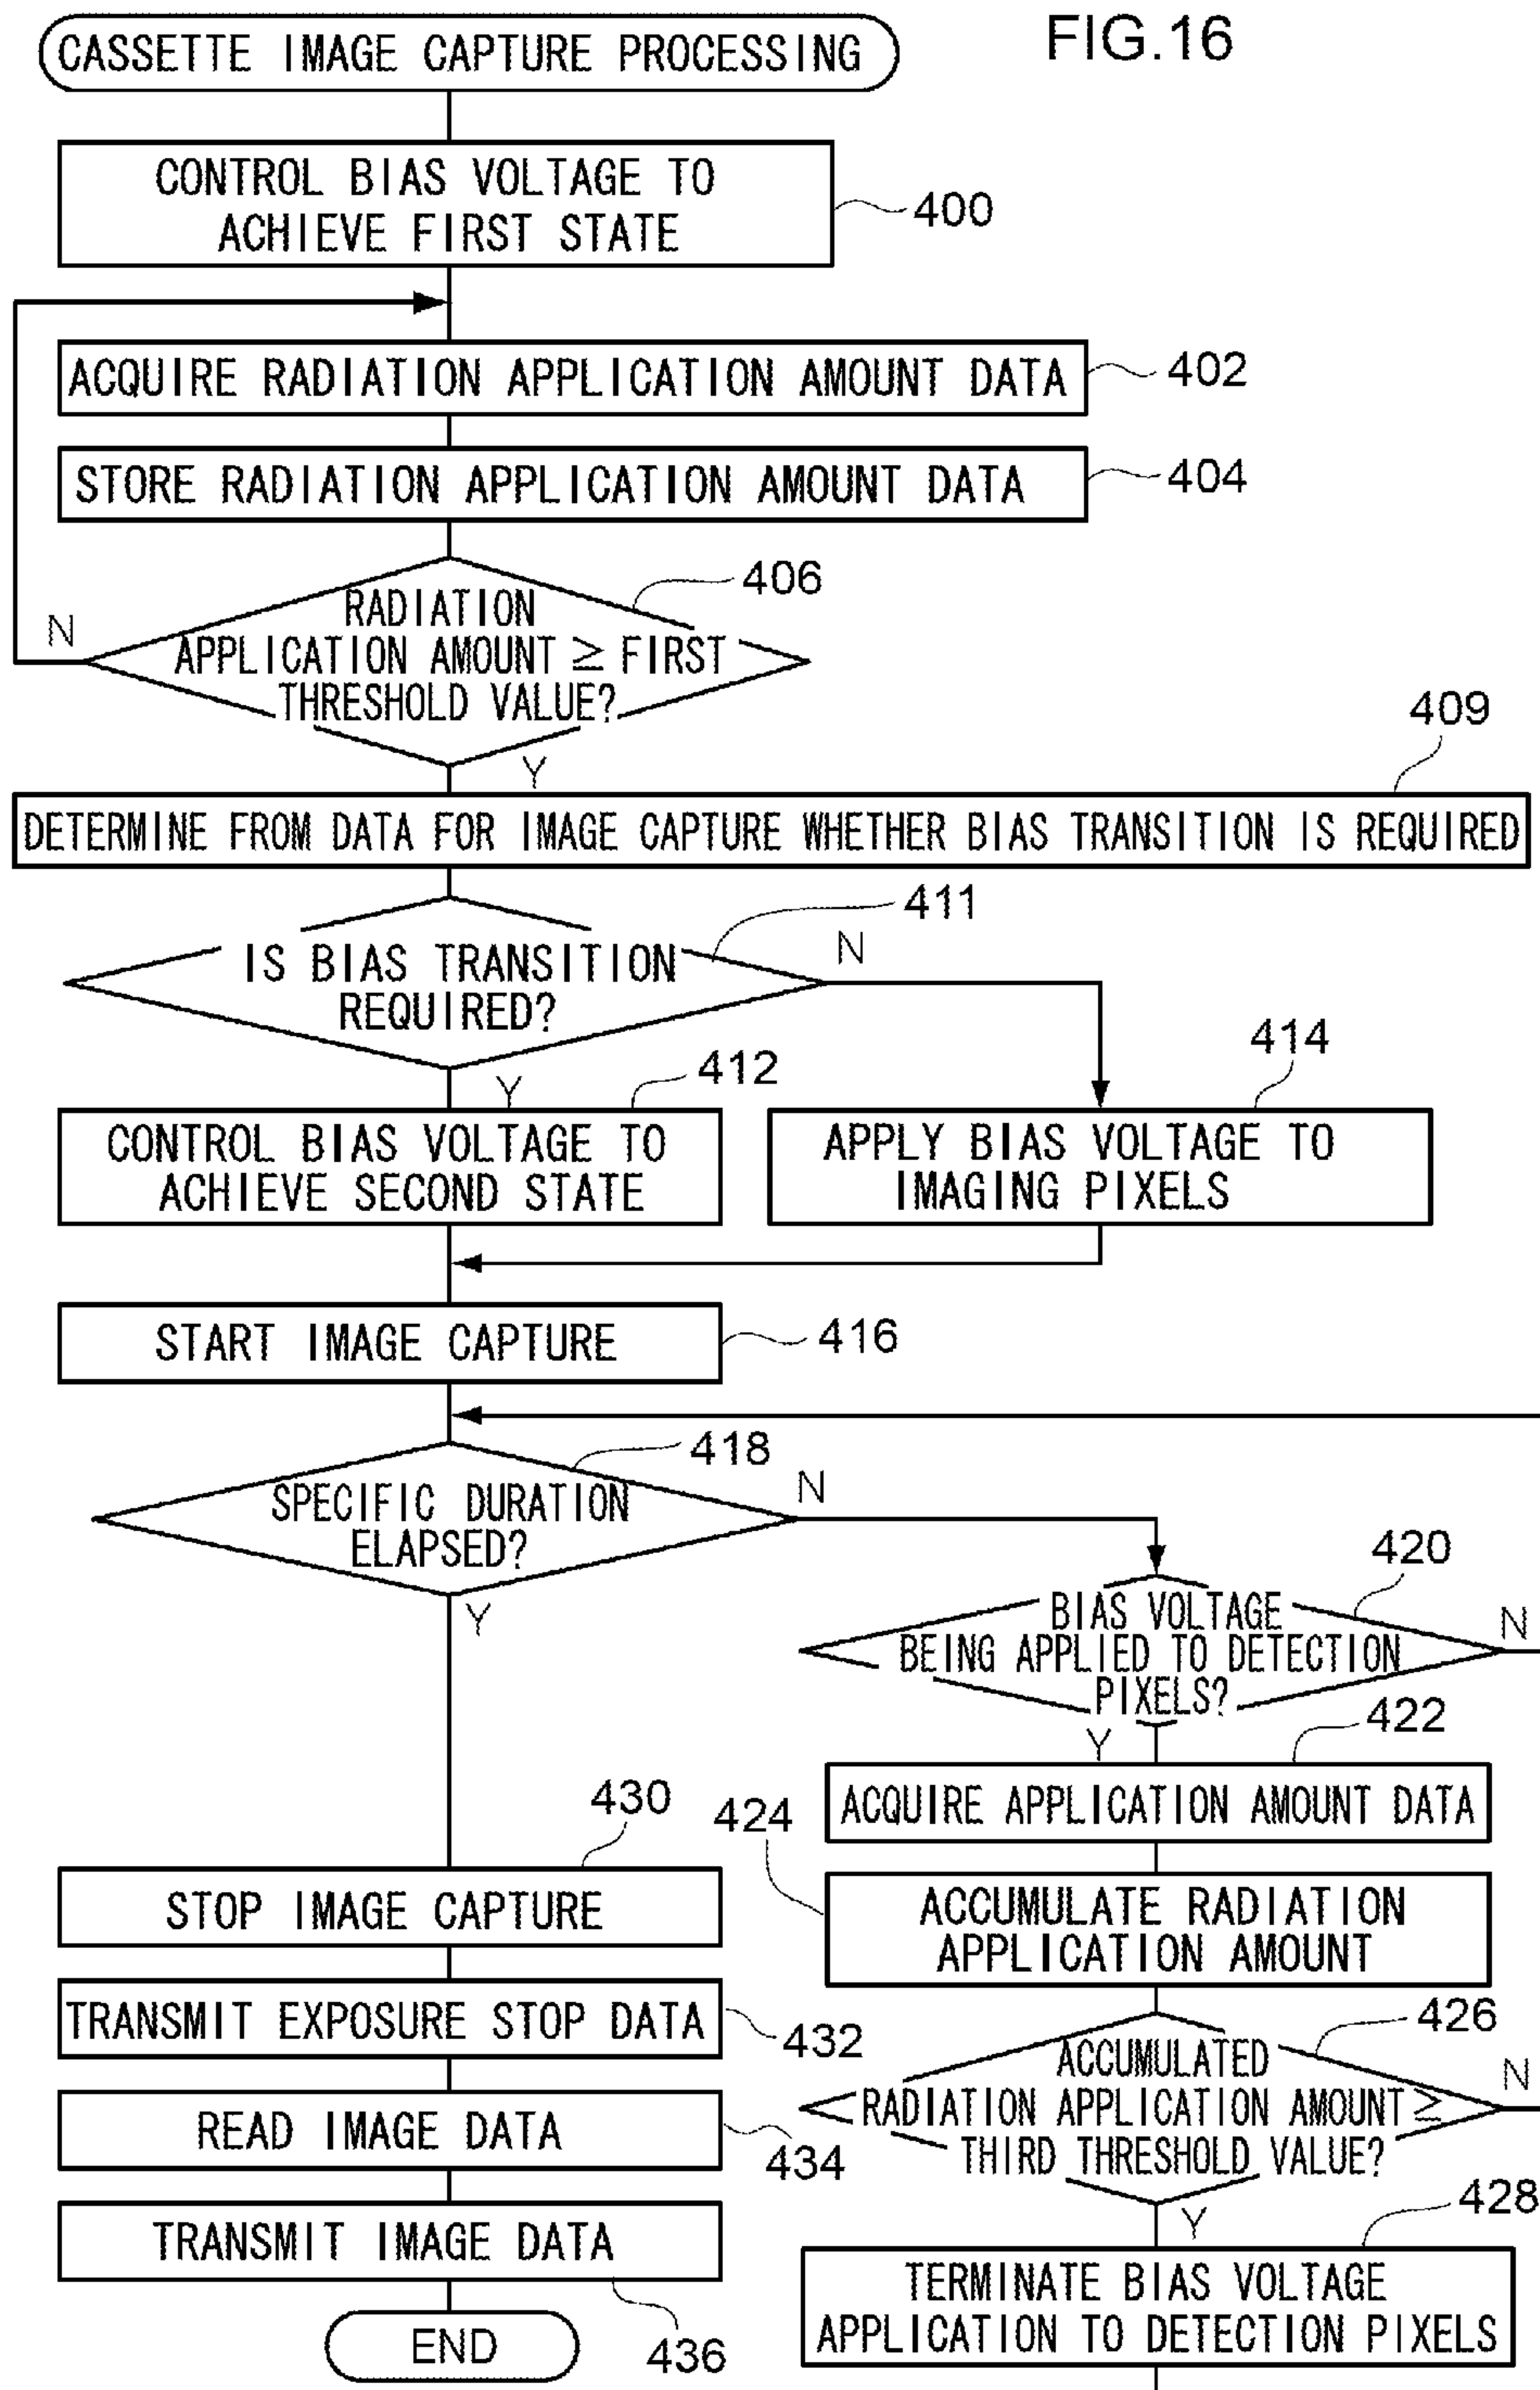 FIG.16
CASSETTE IMAGE CAPTURE PROCESSING
CONTROL BIAS VOLTAGE TO
ACHIEVE FIRST STATE
400
ACQUIRE RADIATION APPLICATION AMOUNT DATA
402
STORE RADIATION APPLICATION AMOUNT DATA
404
406
RADIATION
APPLICATION AMOUNT ≧ FIRST
THRESHOLD VALUE?
N
Y
409
DETERMINE FROM DATA FOR IMAGE CAPTURE WHETHER BIAS TRANSITION IS REQUIRED
411
IS BIAS TRANSITION
REQUIRED?
N
Y
412
CONTROL BIAS VOLTAGE TO
ACHIEVE SECOND STATE
414
APPLY BIAS VOLTAGE TO
IMAGING PIXELS
START IMAGE CAPTURE
416
418
SPECIFIC DURATION
ELAPSED?
N
Y
420
BIAS VOLTAGE
BEING APPLIED TO DETECTION
PIXELS?
N
Y
422
ACQUIRE APPLICATION AMOUNT DATA
424
ACCUMULATE RADIATION
APPLICATION AMOUNT
426
ACCUMULATED
RADIATION APPLICATION AMOUNT ≧
THIRD THRESHOLD VALUE?
N
Y
428
TERMINATE BIAS VOLTAGE
APPLICATION TO DETECTION PIXELS
430
STOP IMAGE CAPTURE
TRANSMIT EXPOSURE STOP DATA
432
READ IMAGE DATA
434
TRANSMIT IMAGE DATA
436
END